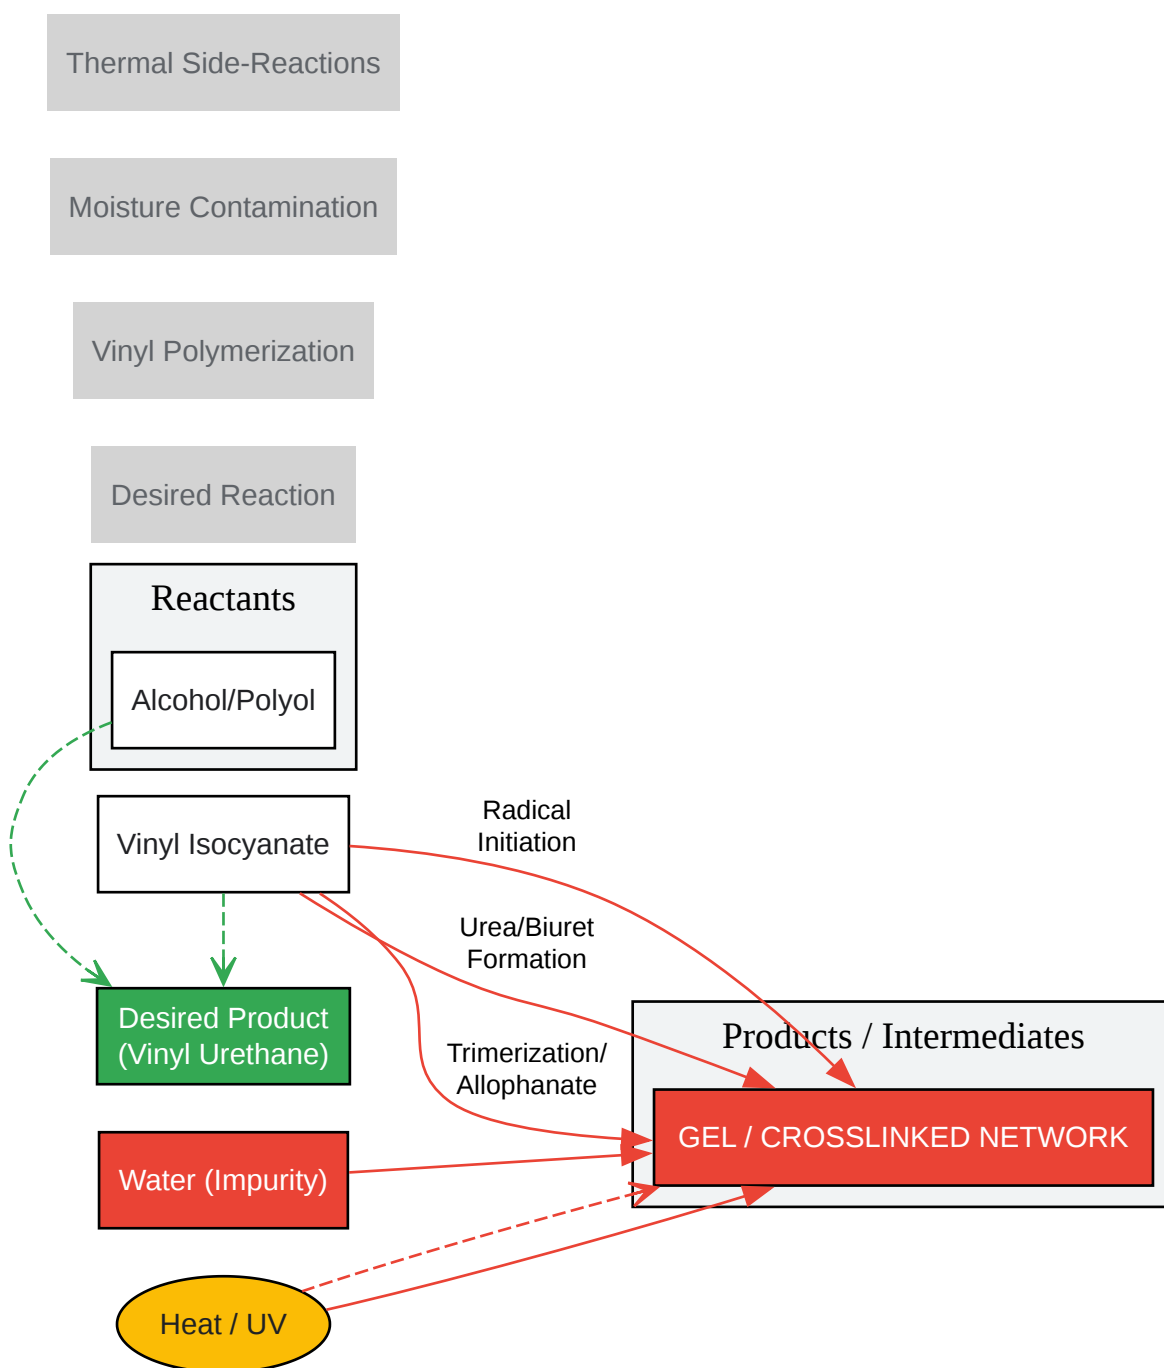 Thermal Side-Reactions
Moisture Contamination
Vinyl Polymerization
Desired Reaction
Reactants
Alcohol/Polyol
Vinyl Isocyanate
Radical
Initiation
Urea/Biuret
Formation
Trimerization/
Allophanate
Desired Product
(Vinyl Urethane)
Products / Intermediates
GEL / CROSSLINKED NETWORK
Water (Impurity)
Heat / UV